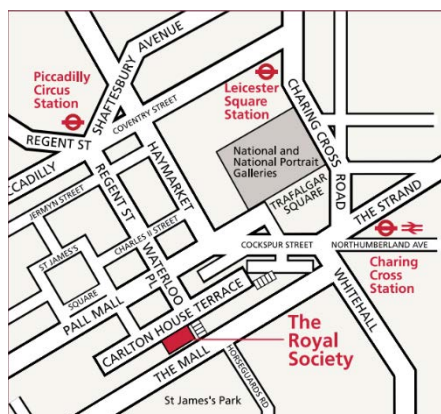 Piccadilly
Circus
Station
SHAFTESBURY AVENUE
Leicester
Square
Station
CHARING CROSS ROAD
REGENT ST
COVENTRY STREET
HAYMARKET
National and
National Portrait
Galleries
CCADILLY
REGENT ST
JERMYN STREET
TRAFALGAR
SQUARE
THE STRAND
CHARLES II STREET
ST JAMES'S
SQUARE
WATERLOO
PL
COCKSPUR STREET
NORTHUMBERLAND AVE
Charing
Cross
Station
PALL MALL
CARLTON HOUSE TERRACE
WHITEHALL
The
Royal
Society
THE MALL
HORSEGUARDS RD
St James's Park